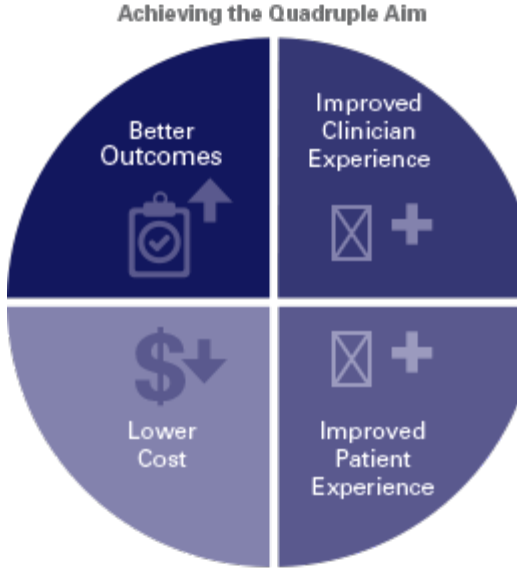 Achieving the Quadruple Aim
Better
Outcomes
Improved
Clinician
Experience
$
Lower
Cost
Improved
Patient
Experience